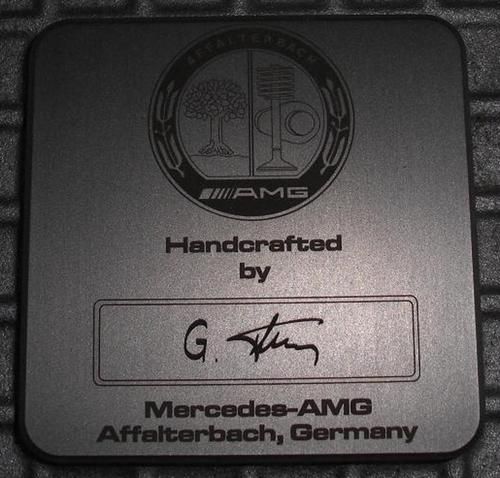 AFFALTERBACH
AMG
Handcrafted
by
G.
Mercedes-AMG
Affalterbach, Germany